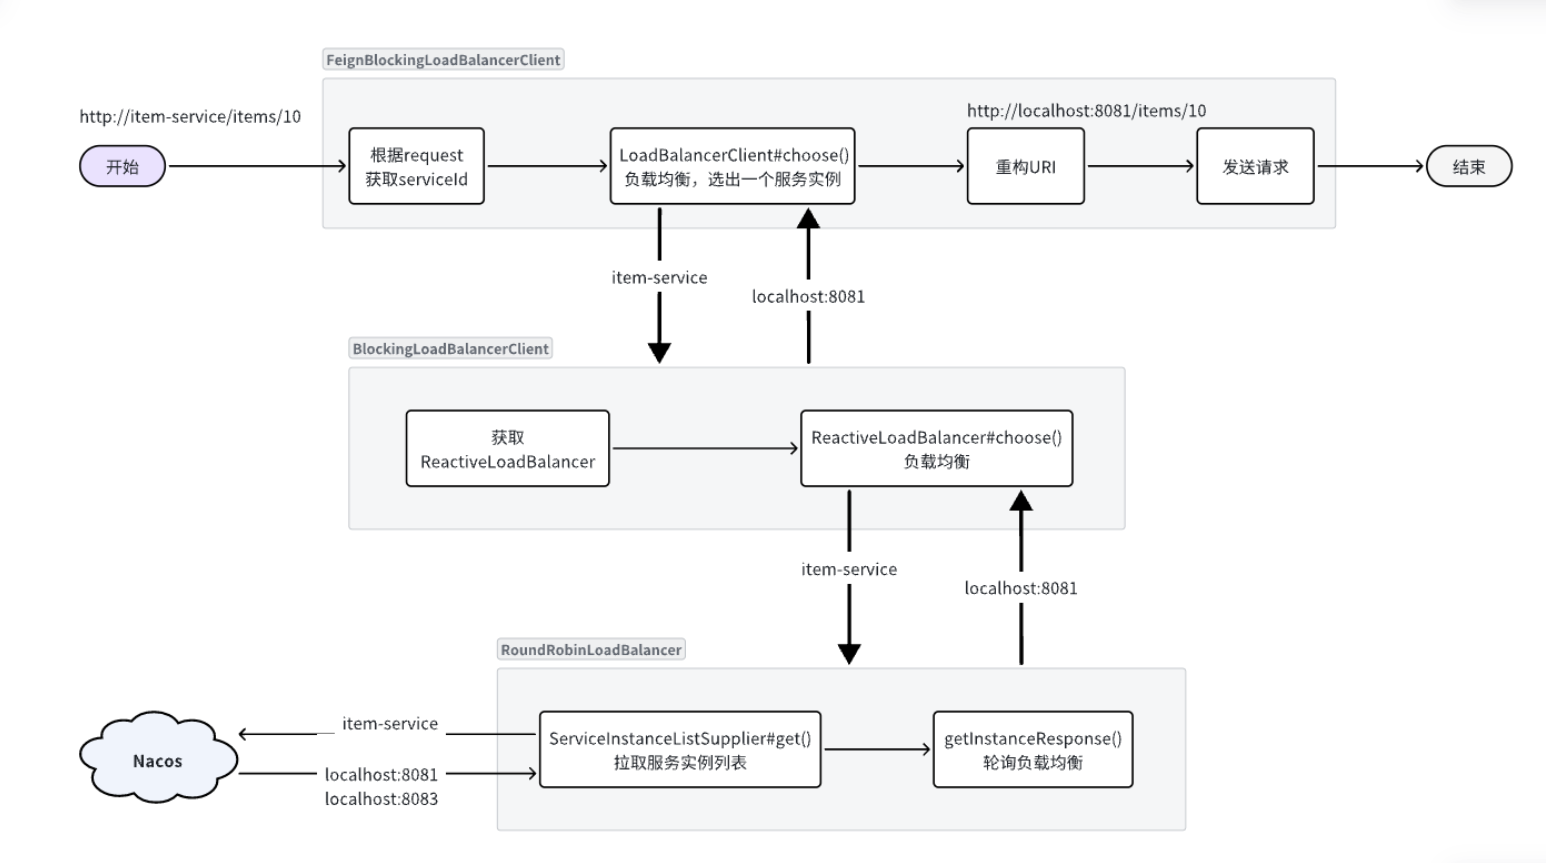 FeignBlockingLoadBalancerClient
http://item-service/items/10
http://localhost:8081/items/10
开始
根据request
获取serviceId
LoadBalancerClient#choose()
负载均衡，选出一个服务实例
重构URI
发送请求
结束
item-service
localhost:8081
BlockingLoadBalancerClient
获取
ReactiveLoadBalancer
ReactiveLoadBalancer#choose()
负载均衡
item-service
localhost:8081
RoundRobinLoadBalancer
Nacos
item-service
localhost:8081
localhost:8083
ServiceInstanceListSupplier#get()
拉取服务实例列表
getInstanceResponse()
轮询负载均衡